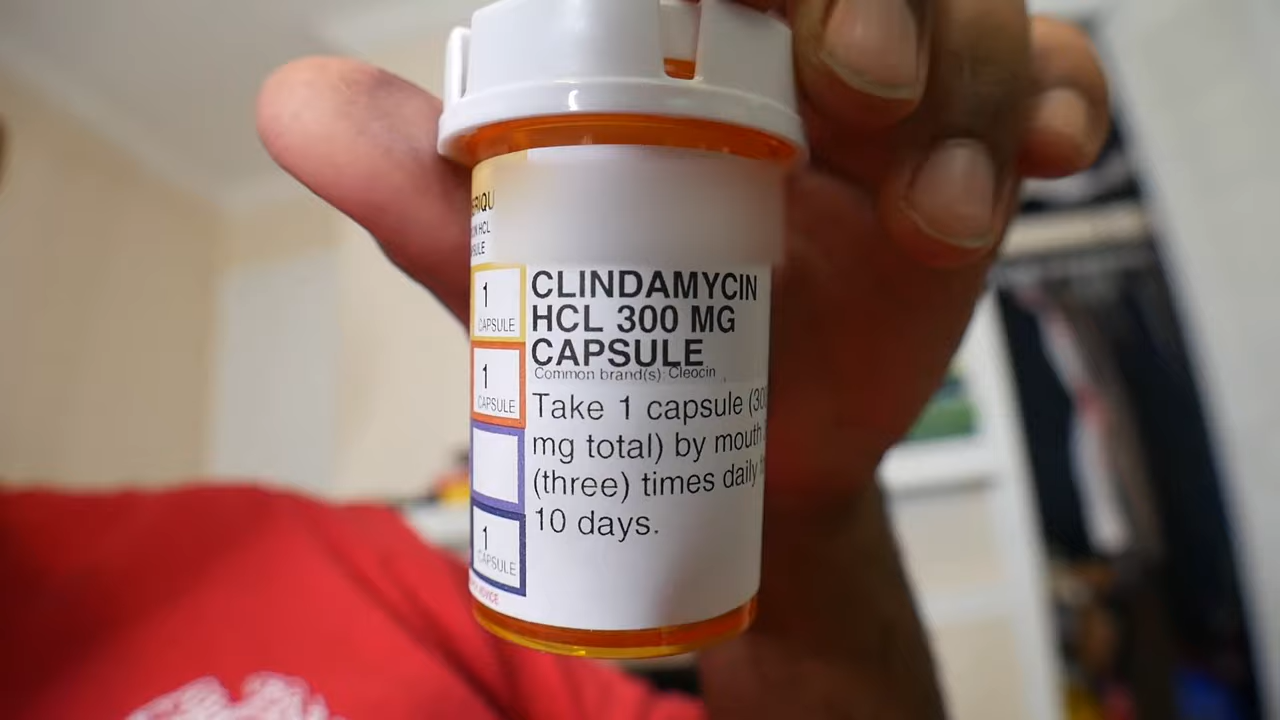 1
CAPSULE
1
CAPSULE
1
CAPSULE
CLINDAMYCIN
HCL 300 MG
CAPSULE
Common brand(s): Cleocin
Take 1 capsule (30
mg total) by mouth
(three) times daily
10 days.